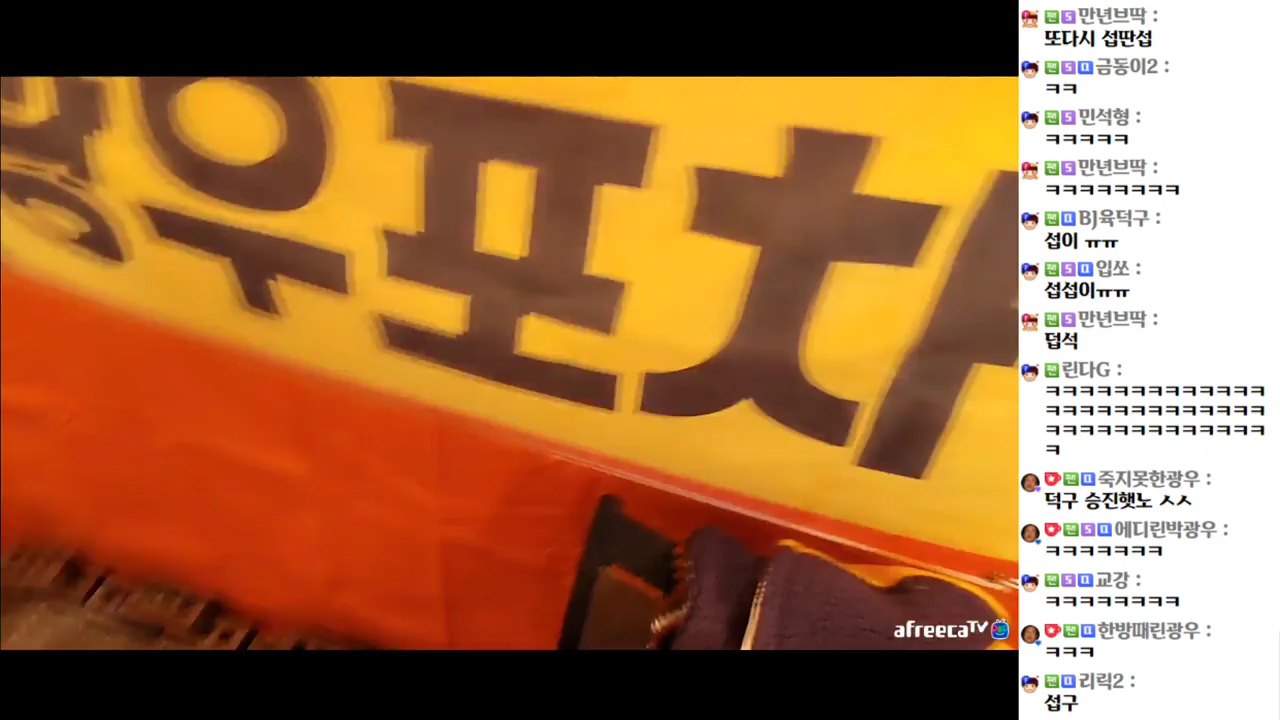 우포차
afreecaTV
만년브딱 :
또다시 섭딴섭
금동이2 :
ㅋㅋ
민석형 :
ㅋㅋㅋㅋㅋ
만년브딱 :
ㅋㅋㅋㅋㅋㅋㅋㅋ
BJ육덕구 :
섭이 ㅠㅠ
입쏘 :
섭섭이ㅠㅠ
만년브딱 :
덥석
린다G :
ㅋㅋㅋㅋㅋㅋㅋㅋㅋㅋㅋㅋㅋ
ㅋㅋㅋㅋㅋㅋㅋㅋㅋㅋㅋㅋㅋ
ㅋㅋㅋㅋㅋㅋㅋㅋㅋㅋㅋㅋㅋ
ㅋ
죽지못한광우 :
덕구 승진햇노 ㅅㅅ
에디린박광우 :
ㅋㅋㅋㅋㅋㅋㅋ
교강 :
ㅋㅋㅋㅋㅋㅋㅋㅋ
한방때린광우 :
ㅋㅋㅋ
리릭2 :
섭구